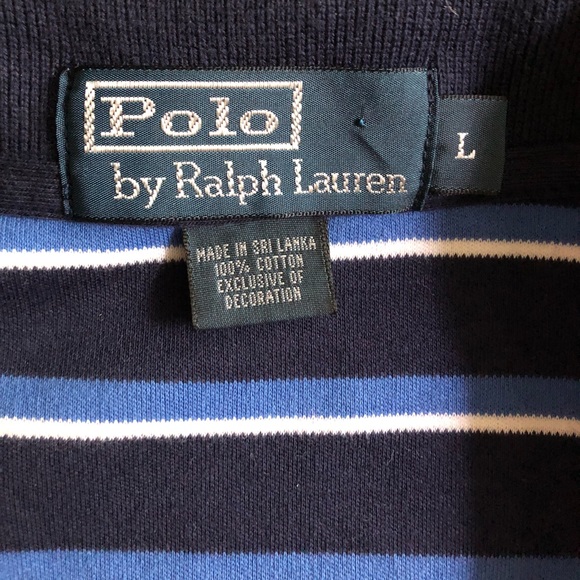 Polo
by Ralph Lauren
L
MADE IN SRI LANKA
100% COTTON
EXCLUSIVE OF
DECORATION